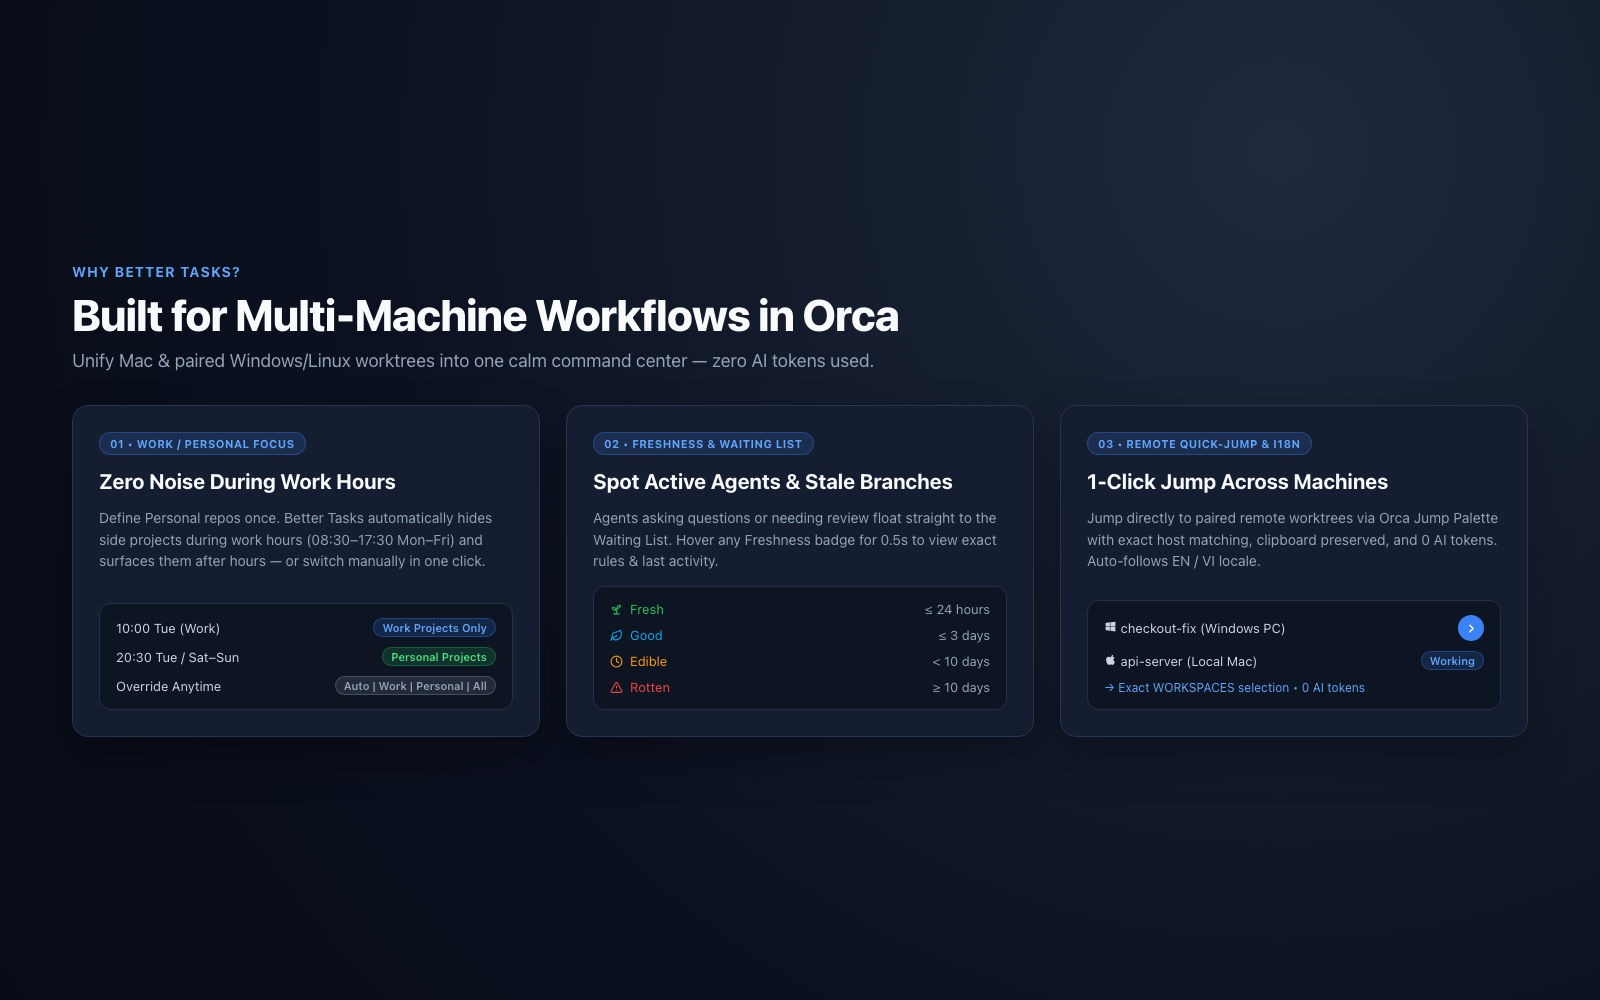 WHY BETTER TASKS?
Built for Multi-Machine Workflows in Orca
Unify Mac & paired Windows/Linux worktrees into one calm command center — zero AI tokens used.
01 • WORK / PERSONAL FOCUS
Zero Noise During Work Hours
Define Personal repos once. Better Tasks automatically hides
side projects during work hours (08:30–17:30 Mon–Fri) and
surfaces them after hours — or switch manually in one click.
10:00 Tue (Work) Work Projects Only
20:30 Tue / Sat–Sun Personal Projects
Override Anytime Auto | Work | Personal | All
02 • FRESHNESS & WAITING LIST
Spot Active Agents & Stale Branches
Agents asking questions or needing review float straight to the
Waiting List. Hover any Freshness badge for 0.5s to view exact
rules & last activity.
Fresh ≤ 24 hours
Good ≤ 3 days
Edible < 10 days
Rotten ≥ 10 days
03 • REMOTE QUICK-JUMP & I18N
1-Click Jump Across Machines
Jump directly to paired remote worktrees via Orca Jump Palette
with exact host matching, clipboard preserved, and 0 AI tokens.
Auto-follows EN / VI locale.
checkout-fix (Windows PC)
api-server (Local Mac) Working
→ Exact WORKSPACES selection • 0 AI tokens